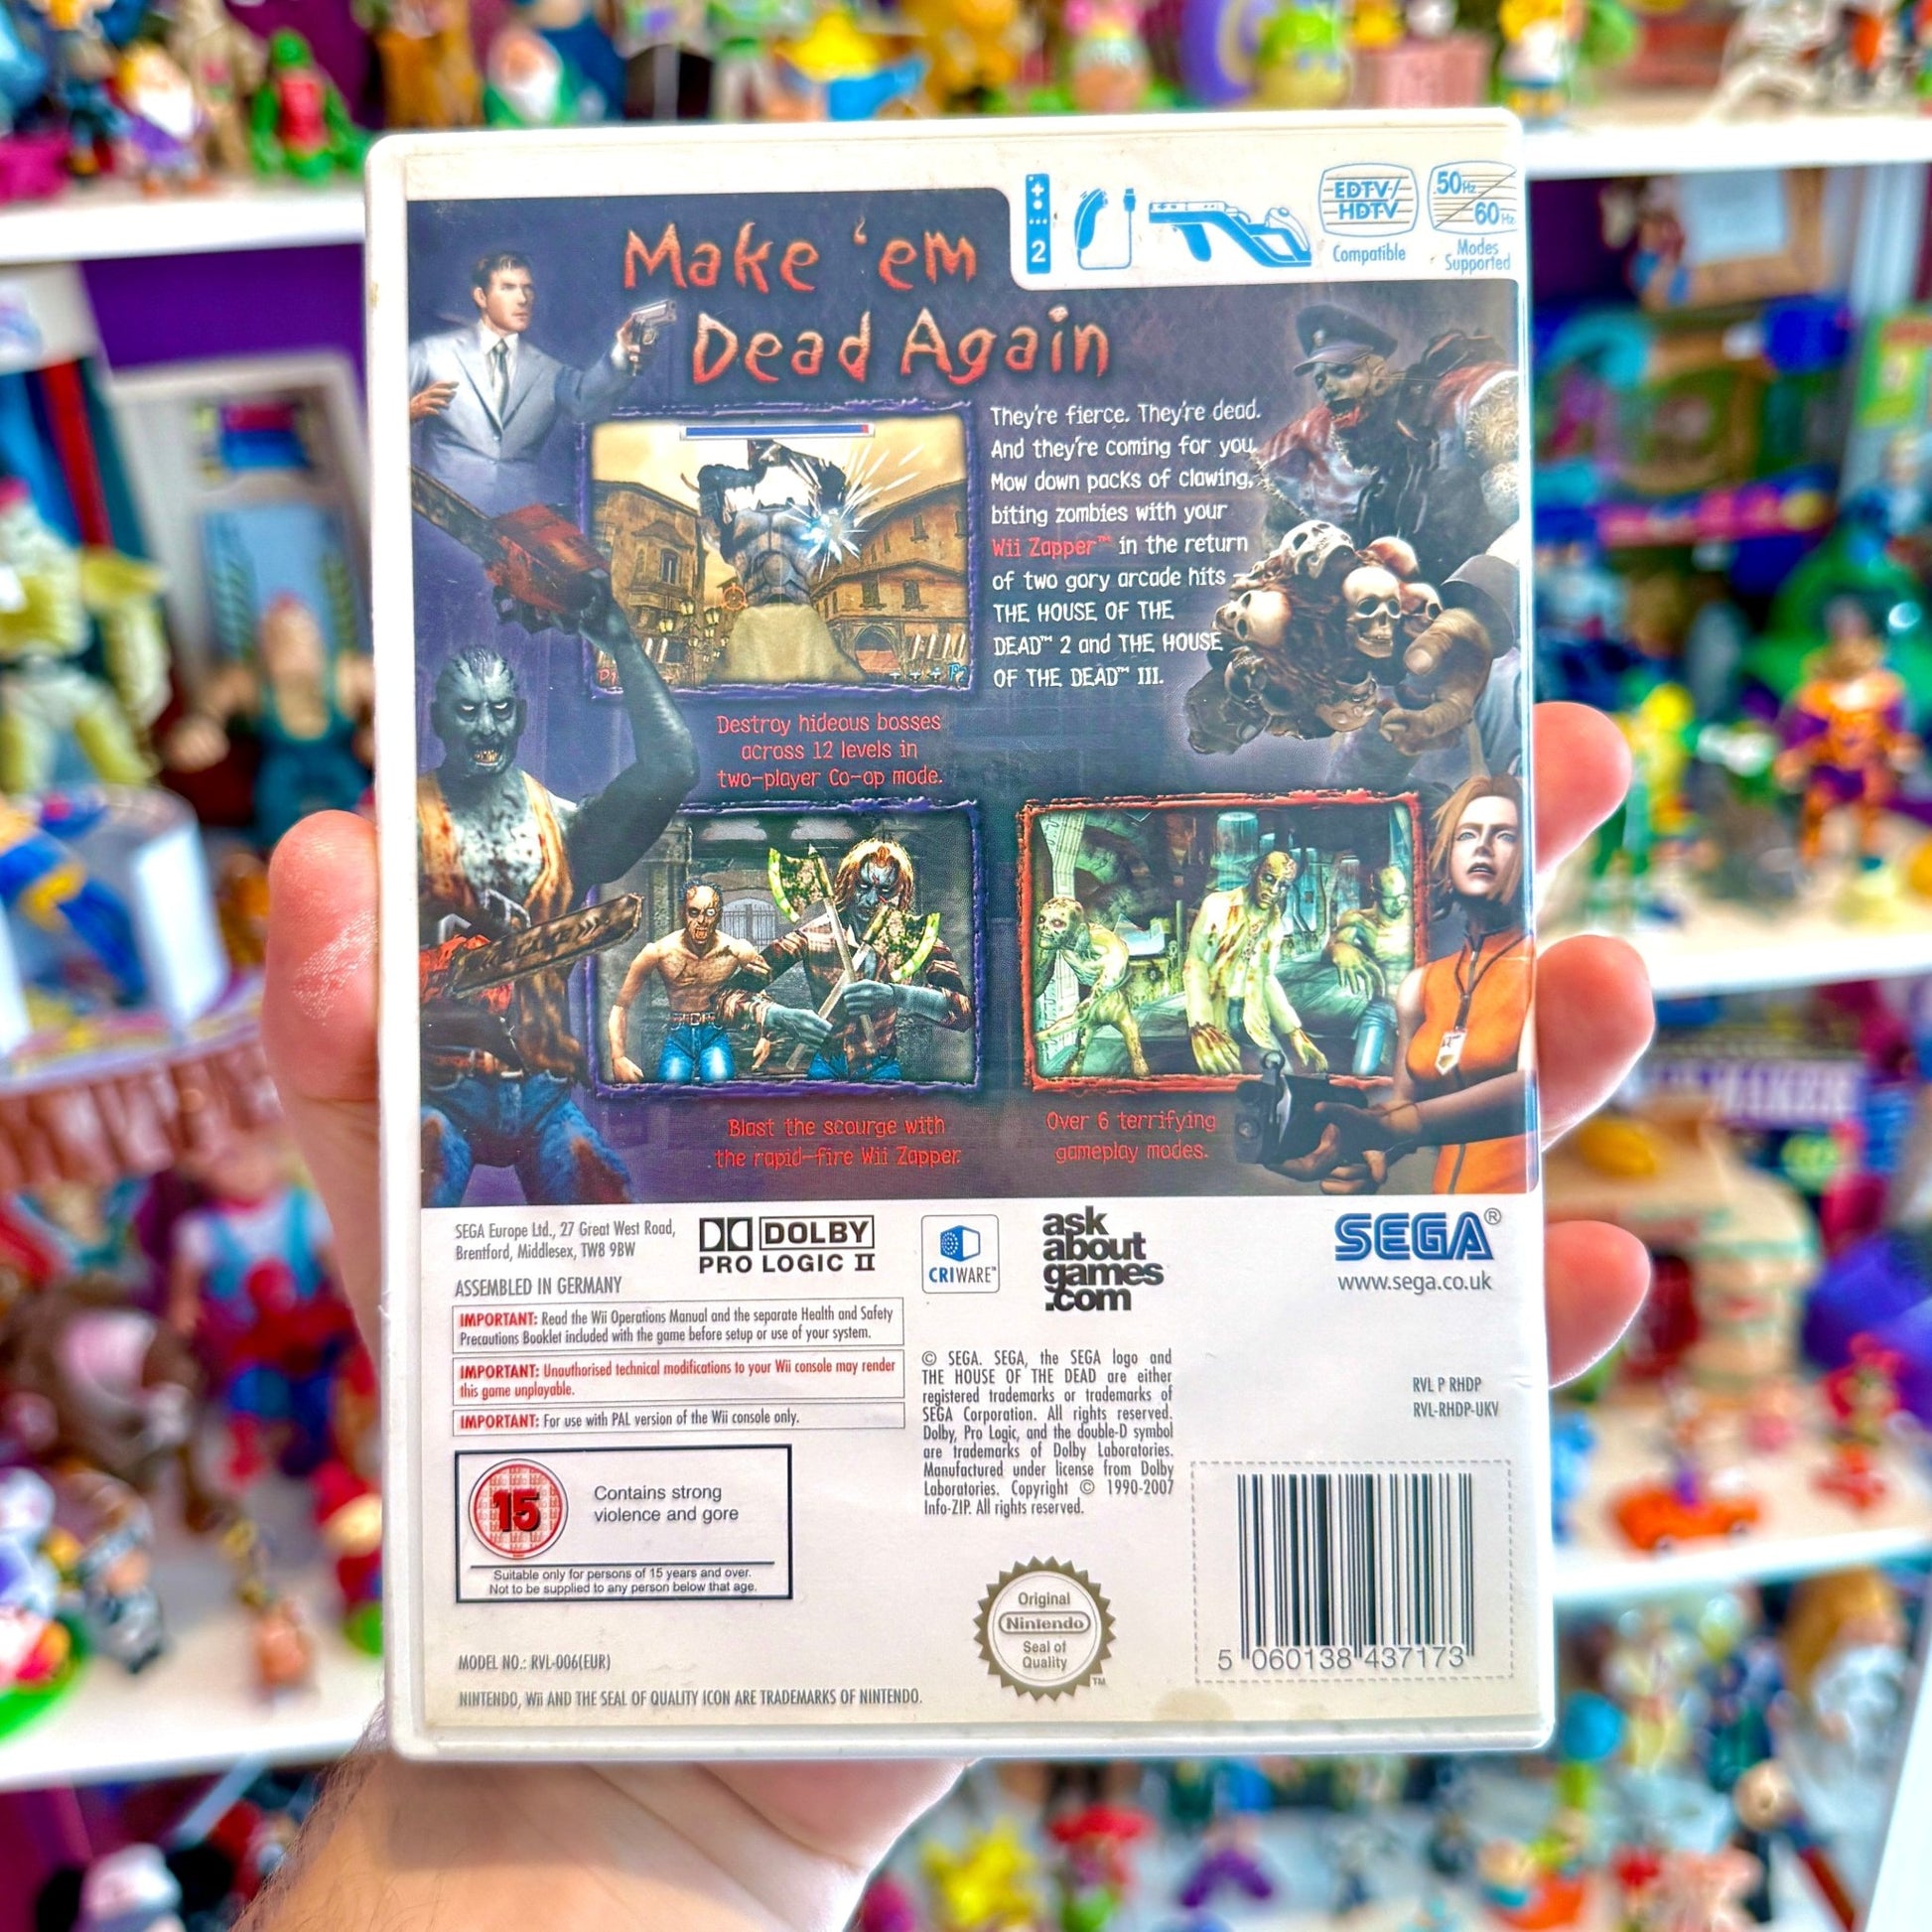 Make 'em
Dead Again
2
EDTV/
HDTV
Compatible
50Hz
60Hz
Modes
Supported
They're fierce. They're dead.
And they're coming for you.
Mow down packs of clawing,
biting zombies with your
Wii Zapper™ in the return
of two gory arcade hits –
THE HOUSE OF THE
DEAD™ 2 and THE HOUSE
OF THE DEAD™ III.
P1
P2
Destroy hideous bosses
across 12 levels in
two-player Co-op mode.
Blast the scourge with
the rapid-fire Wii Zapper.
Over 6 terrifying
gameplay modes.
SEGA Europe Ltd., 27 Great West Road,
Brentford, Middlesex, TW8 9BW
ASSEMBLED IN GERMANY
DOLBY
PRO LOGIC II
CRIWARE™
ask
about
games
.com
SEGA®
www.sega.co.uk
IMPORTANT: Read the Wii Operations Manual and the separate Health and Safety
Precautions Booklet included with the game before setup or use of your system.
IMPORTANT: Unauthorised technical modifications to your Wii console may render
this game unplayable.
IMPORTANT: For use with PAL version of the Wii console only.
© SEGA. SEGA, the SEGA logo and
THE HOUSE OF THE DEAD are either
registered trademarks or trademarks of
SEGA Corporation. All rights reserved.
Dolby, Pro Logic, and the double-D symbol
are trademarks of Dolby Laboratories.
Manufactured under license from Dolby
Laboratories. Copyright © 1990-2007
Info-ZIP. All rights reserved.
RVL P RHDP
RVL-RHDP-UKV
15
Contains strong
violence and gore
Suitable only for persons of 15 years and over.
Not to be supplied to any person below that age.
Original
Nintendo
Seal of
Quality
TM
5 060138 437173
MODEL NO.: RVL-006(EUR)
NINTENDO, Wii AND THE SEAL OF QUALITY ICON ARE TRADEMARKS OF NINTENDO.